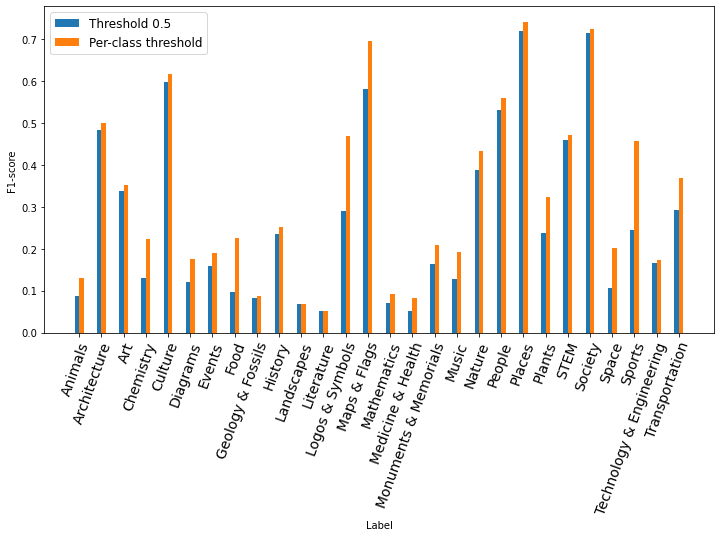 Threshold 0.5
Per-class threshold
F1-score
0.7
0.6
0.5
0.4
0.3
0.2
0.1
0.0
Animals
Architecture
Art
Chemistry
Culture
Diagrams
Events
Food
Geology & Fossils
History
Landscapes
Literature
Logos & Symbols
Maps & Flags
Mathematics
Medicine & Health
Monuments & Memorials
Music
Nature
People
Places
Plants
STEM
Society
Space
Sports
Technology & Engineering
Transportation
Label